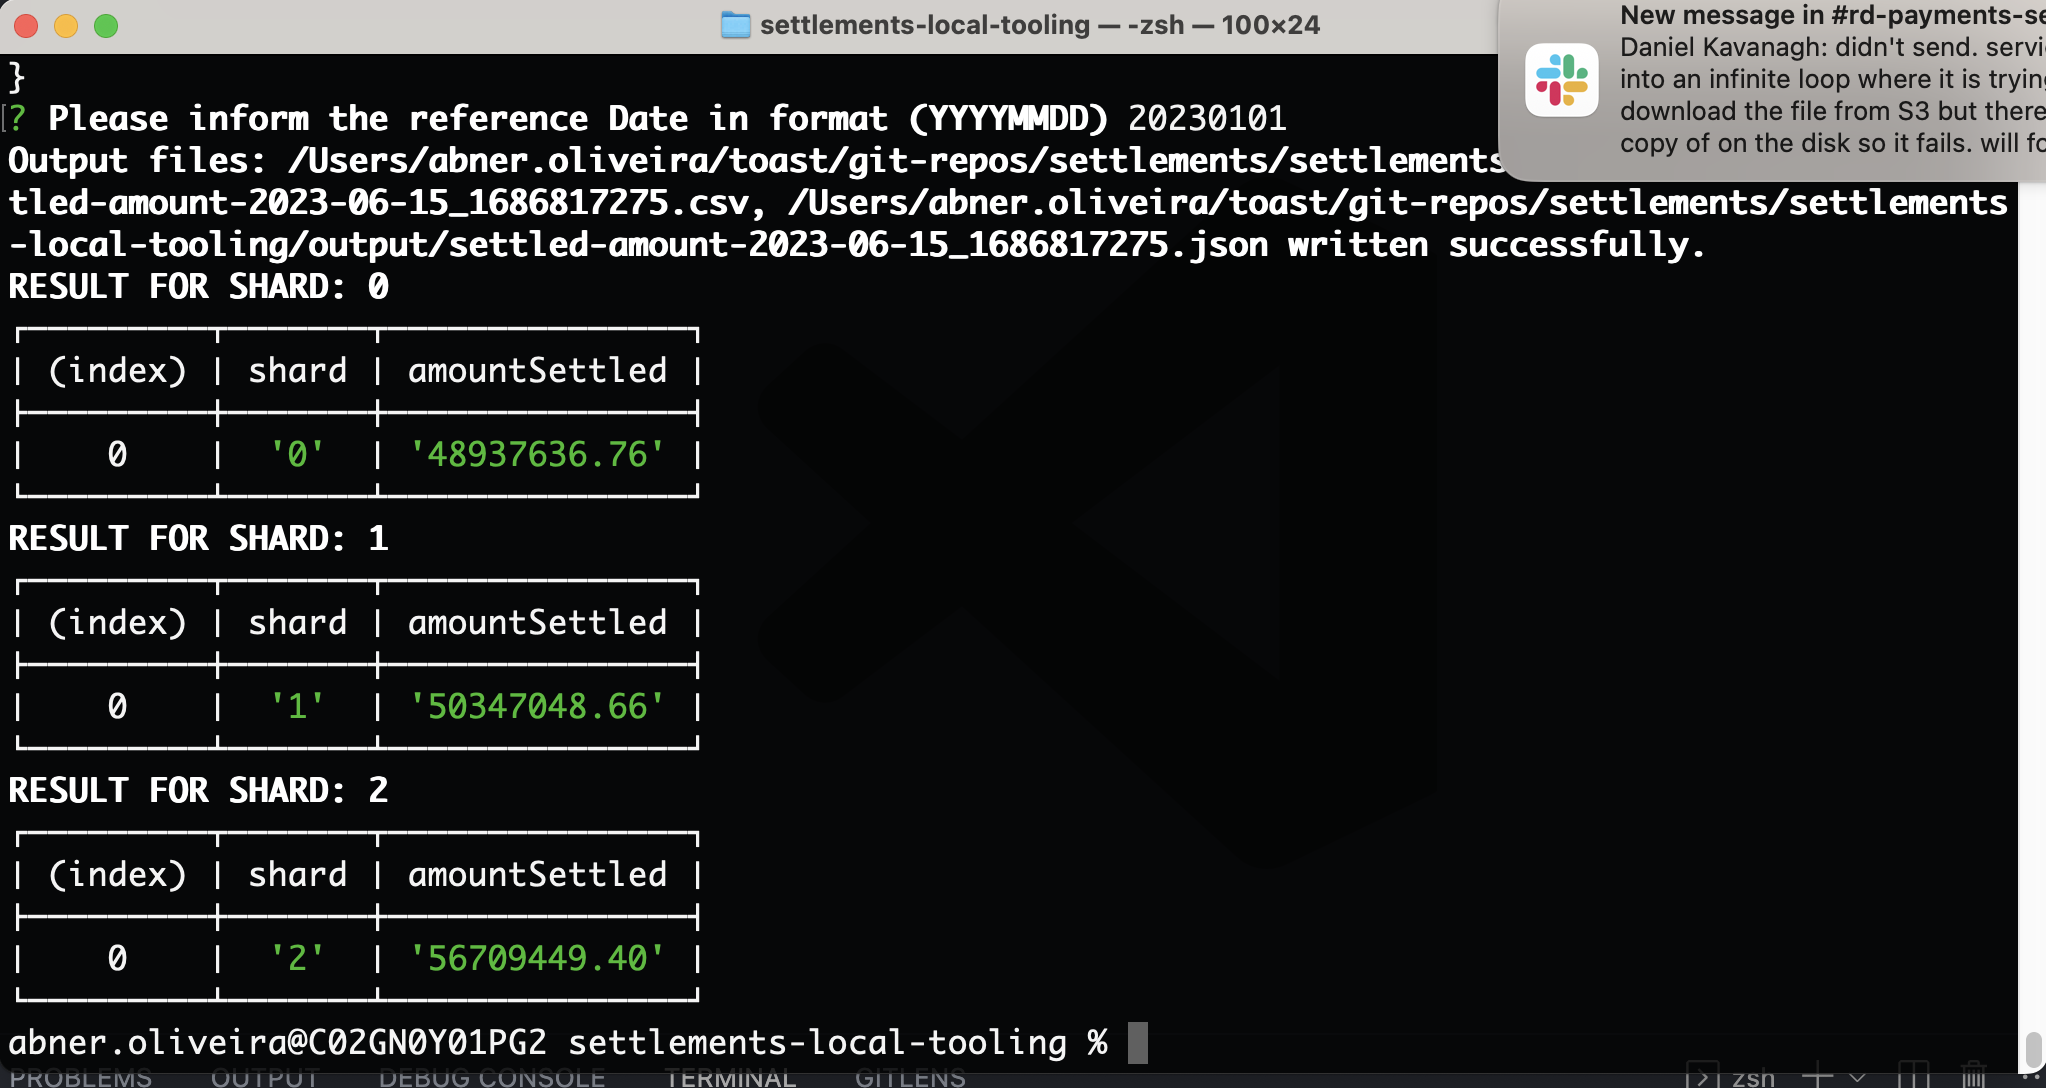 settlements-local-tooling — -zsh — 100×24
New message in #rd-payments-se
Daniel Kavanagh: didn't send. servi
into an infinite loop where it is trying
download the file from S3 but there
copy of on the disk so it fails. will fo
}
? Please inform the reference Date in format (YYYYMMDD) 20230101
Output files: /Users/abner.oliveira/toast/git-repos/settlements/settlements
tled-amount-2023-06-15_1686817275.csv, /Users/abner.oliveira/toast/git-repos/settlements/settlements
-local-tooling/output/settled-amount-2023-06-15_1686817275.json written successfully.
RESULT FOR SHARD: 0
(index) | shard | amountSettled
0 | '0' | '48937636.76'
RESULT FOR SHARD: 1
(index) | shard | amountSettled
0 | '1' | '50347048.66'
RESULT FOR SHARD: 2
(index) | shard | amountSettled
0 | '2' | '56709449.40'
abner.oliveira@C02GN0Y01PG2 settlements-local-tooling %
PROBLEMS OUTPUT DEBUG CONSOLE TERMINAL GITLENS zsh